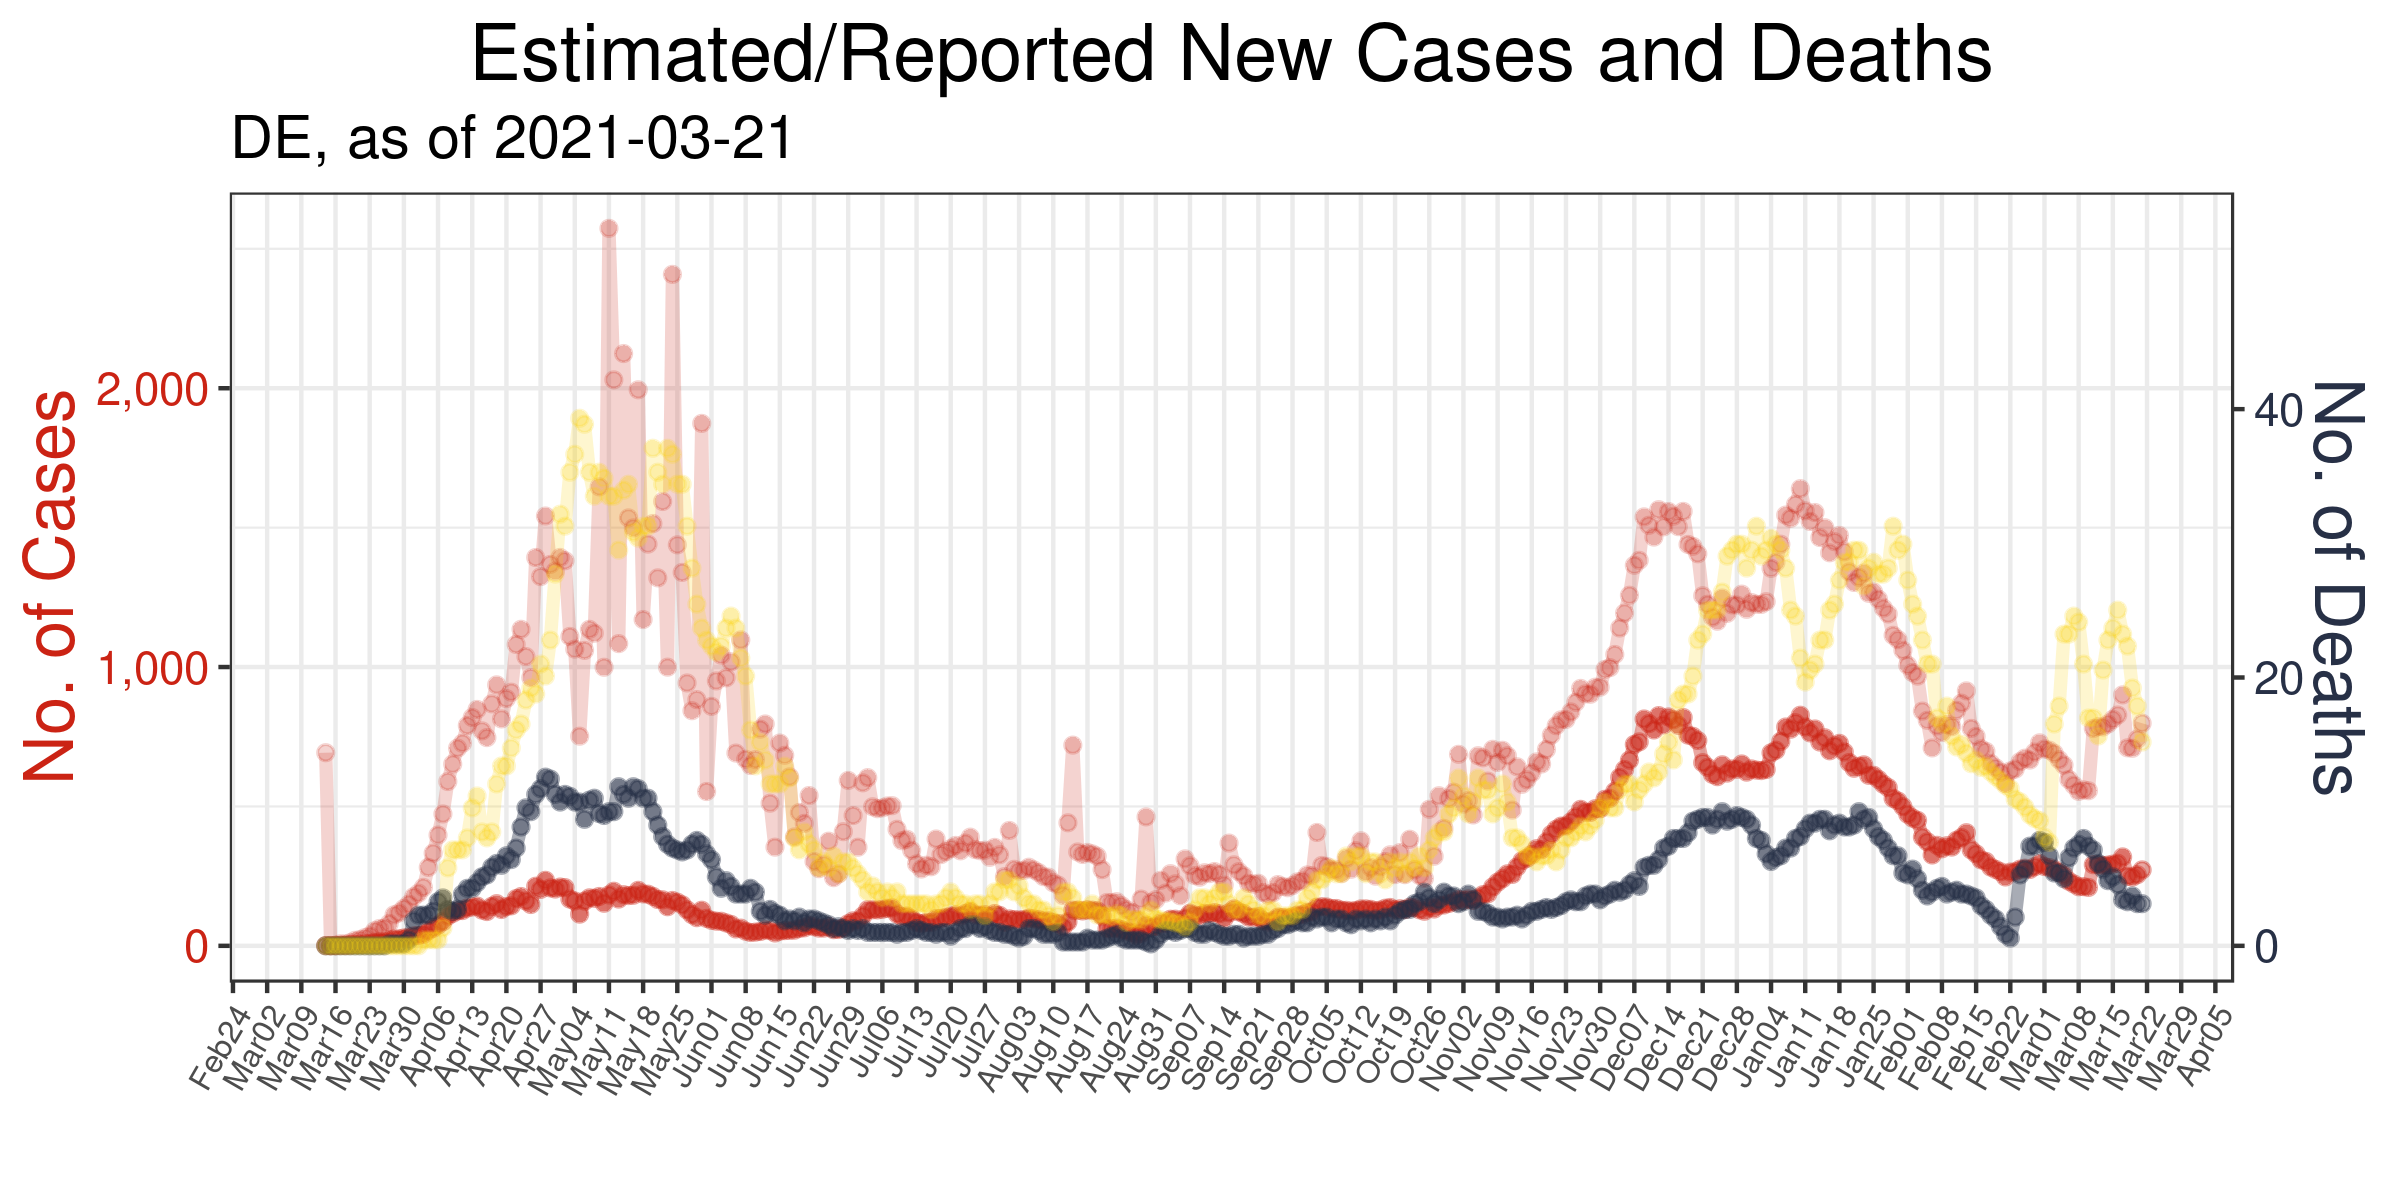 Estimated/Reported New Cases and Deaths
DE, as of 2021-03-21
No. of Cases
2,000
1,000
0
No. of Deaths
40
20
0
Feb24
Mar02
Mar09
Mar16
Mar23
Mar30
Apr06
Apr13
Apr20
Apr27
May04
May11
May18
May25
Jun01
Jun08
Jun15
Jun22
Jun29
Jul06
Jul13
Jul20
Jul27
Aug03
Aug10
Aug17
Aug24
Aug31
Sep07
Sep14
Sep21
Sep28
Oct05
Oct12
Oct19
Oct26
Nov02
Nov09
Nov16
Nov23
Nov30
Dec07
Dec14
Dec21
Dec28
Jan04
Jan11
Jan18
Jan25
Feb01
Feb08
Feb15
Feb22
Mar01
Mar08
Mar15
Mar22
Mar29
Apr05